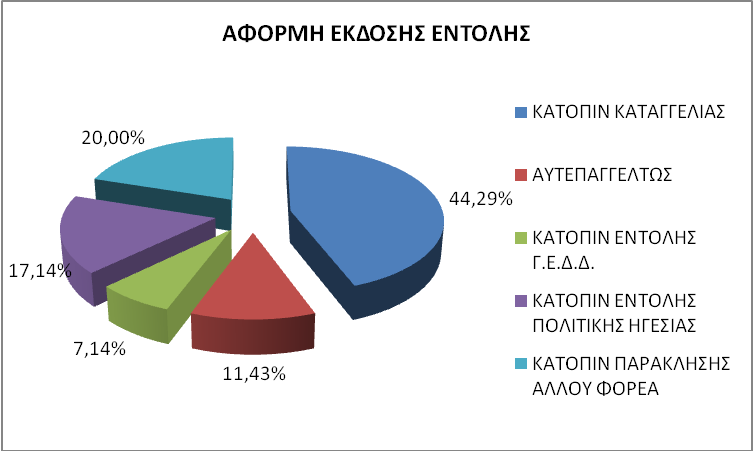 ΑΦΟΡΜΗ ΕΚΔΟΣΗΣ ΕΝΤΟΛΗΣ
20,00%
44,29%
17,14%
7,14%
11,43%
ΚΑΤΟΠΙΝ ΚΑΤΑΓΓΕΛΙΑΣ
ΑΥΤΕΠΑΓΓΕΛΤΩΣ
ΚΑΤΟΠΙΝ ΕΝΤΟΛΗΣ
Γ.Ε.Δ.Δ.
ΚΑΤΟΠΙΝ ΕΝΤΟΛΗΣ
ΠΟΛΙΤΙΚΗΣ ΗΓΕΣΙΑΣ
ΚΑΤΟΠΙΝ ΠΑΡΑΚΛΗΣΗΣ
ΑΛΛΟΥ ΦΟΡΕΑ